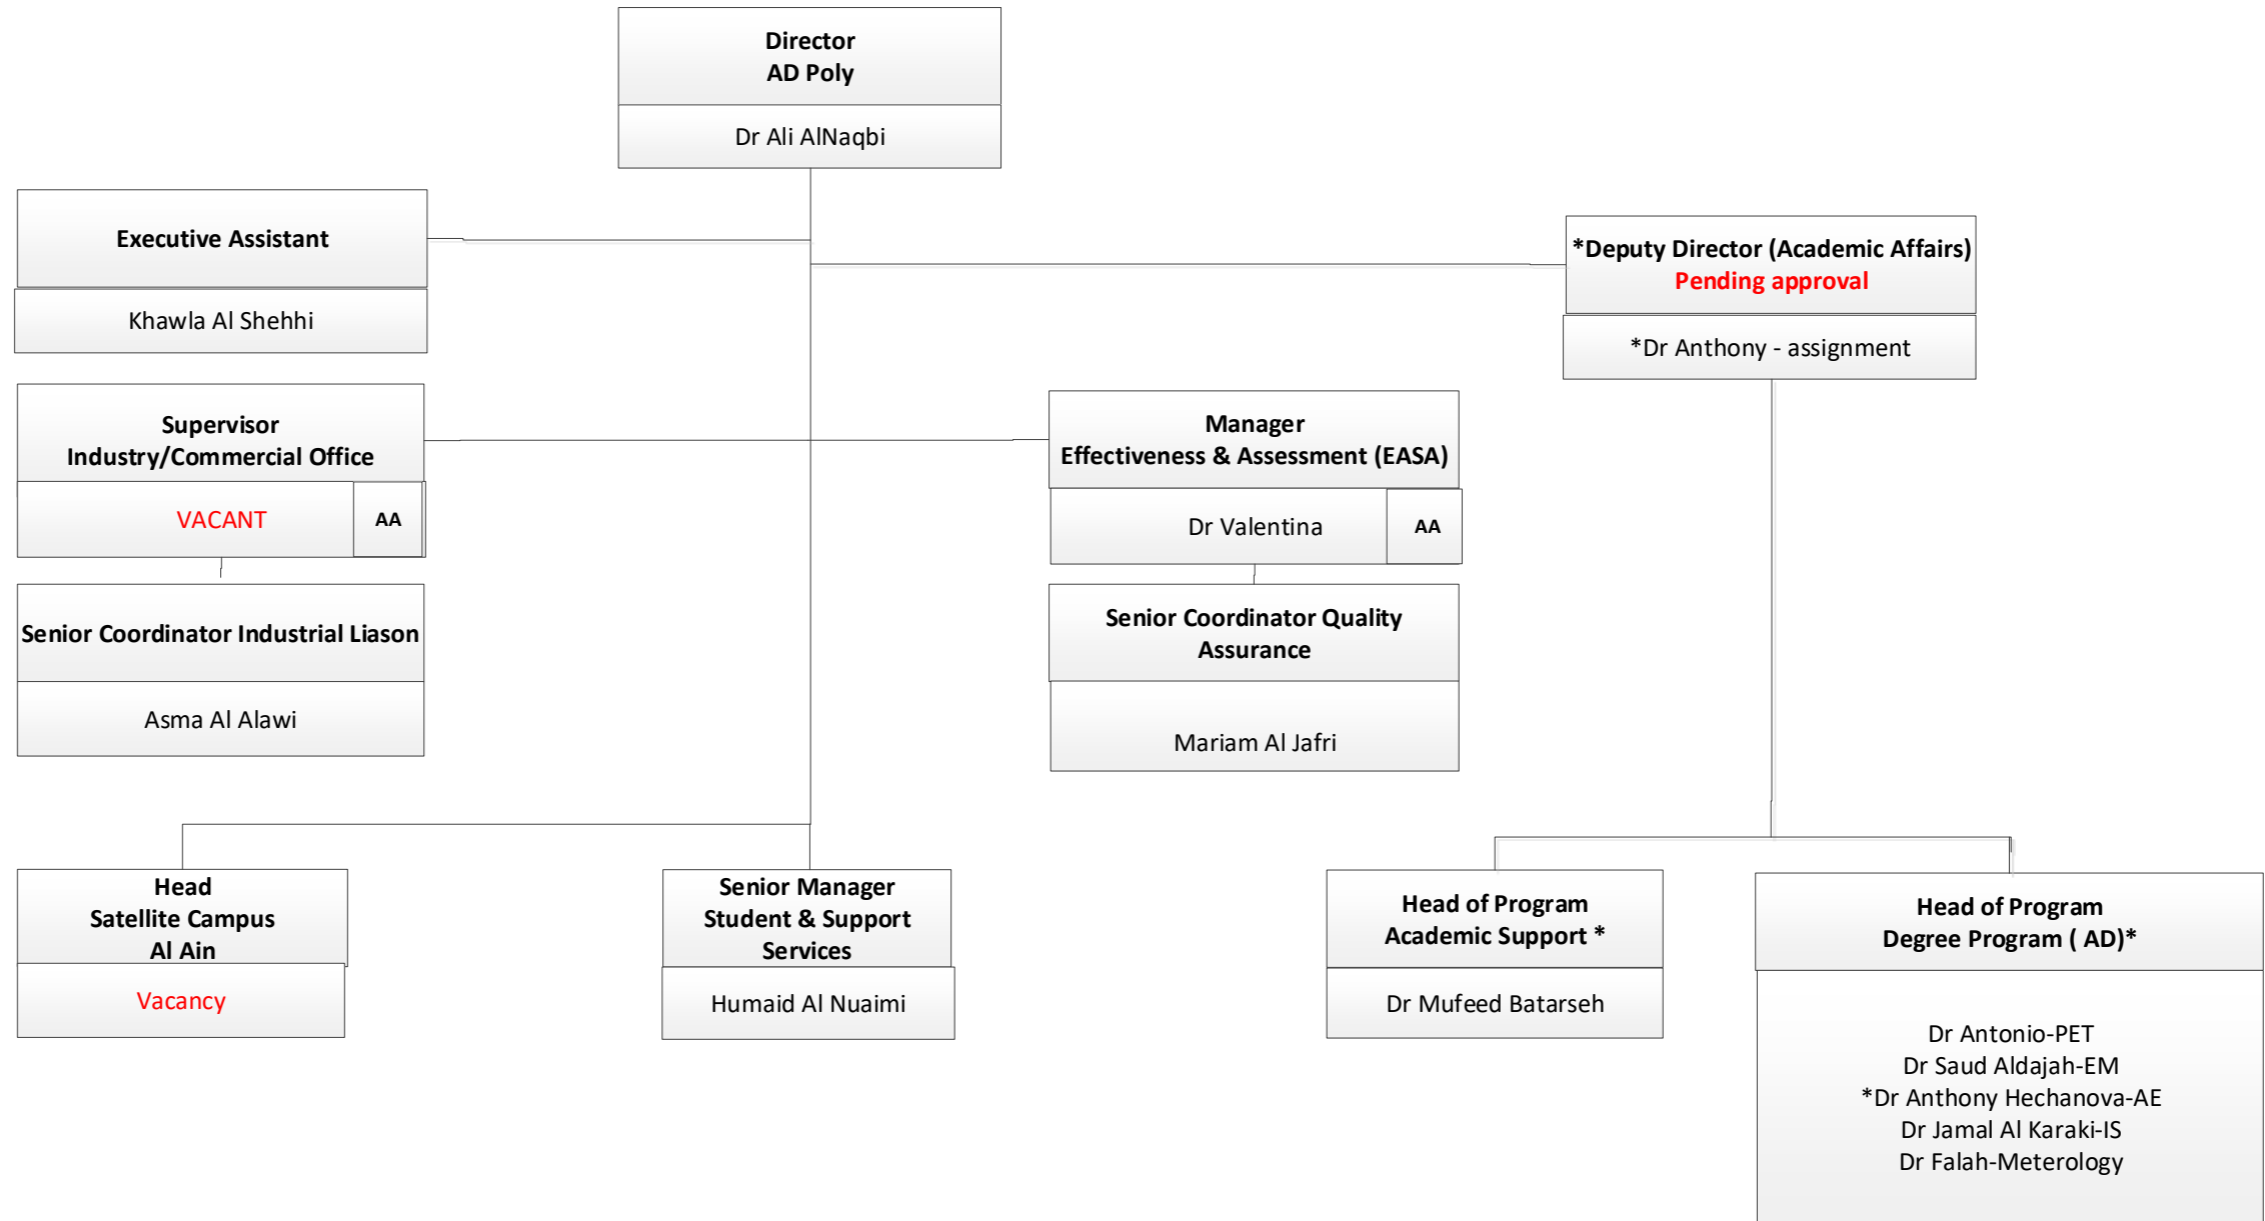 Director
AD Poly
Dr Ali AlNaqbi
Executive Assistant
Khawla Al Shehhi
*Deputy Director (Academic Affairs)
Pending approval
*Dr Anthony - assignment
Supervisor
Industry/Commercial Office
VACANT
AA
Manager
Effectiveness & Assessment (EASA)
Dr Valentina
AA
Senior Coordinator Industrial Liason
Asma Al Alawi
Senior Coordinator Quality
Assurance
Mariam Al Jafri
Head
Satellite Campus
Al Ain
Vacancy
Senior Manager
Student & Support
Services
Humaid Al Nuaimi
Head of Program
Academic Support *
Dr Mufeed Batarseh
Head of Program
Degree Program ( AD)*
Dr Antonio-PET
Dr Saud Aldajah-EM
*Dr Anthony Hechanova-AE
Dr Jamal Al Karaki-IS
Dr Falah-Meterology